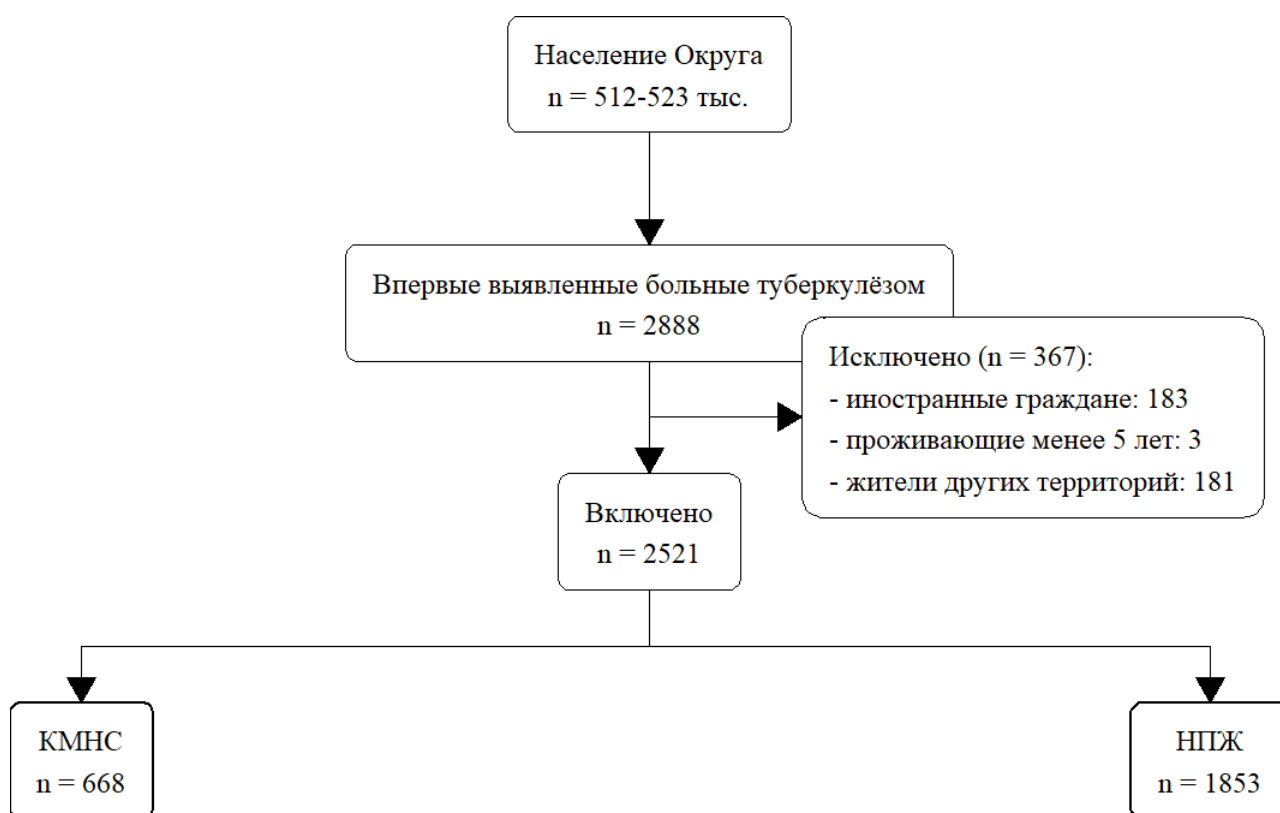 Население Округа
n = 512-523 тыс.
Впервые выявленные больные туберкулёзом
n = 2888
Исключено (n = 367):
- иностранные граждане: 183
- проживающие менее 5 лет: 3
- жители других территорий: 181
Включено
n = 2521
КМНС
n = 668
НПЖ
n = 1853